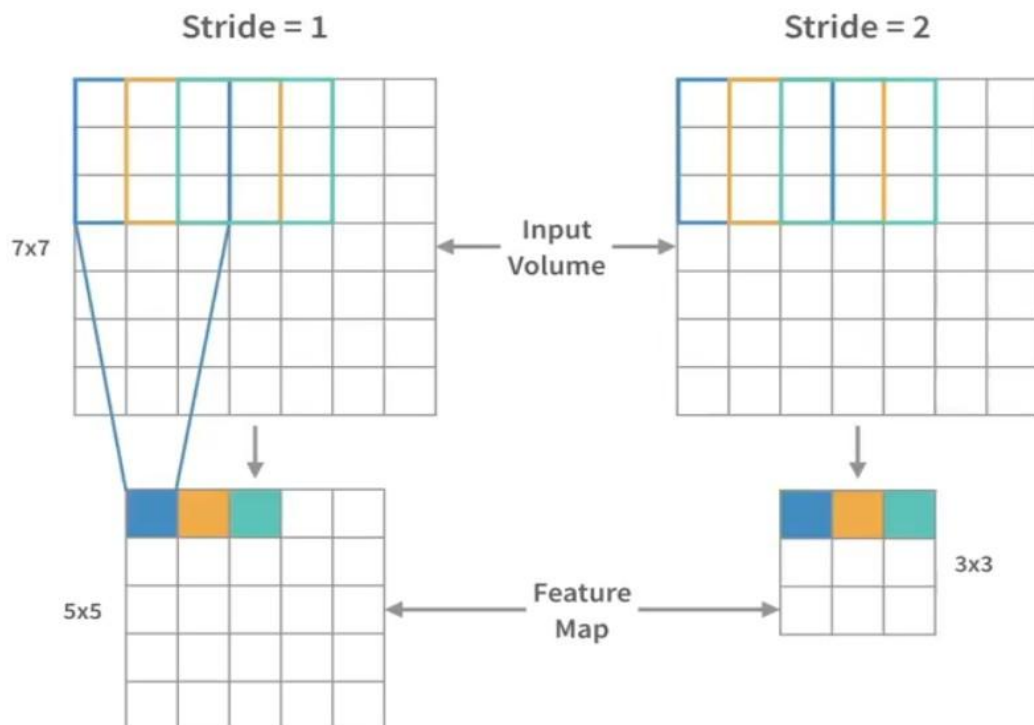 Stride = 1
Stride = 2
7x7
Input
Volume
5x5
Feature
Map
3x3